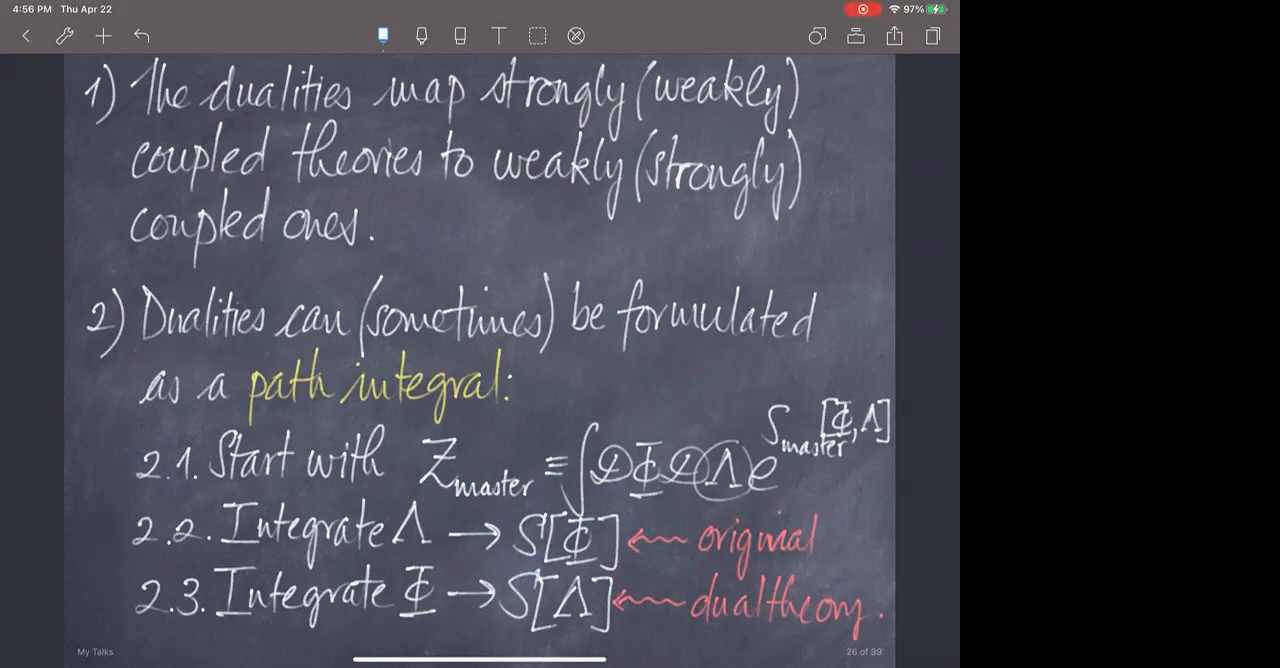 4:56 PM Thu Apr 22
97%
1) The dualities map strongly (weakly)
coupled theories to weakly (strongly)
coupled ones.
2) Dualities can (sometimes) be formulated
as a path integral:
2.1. Start with Z_master ≡ ∫ 𝒟Φ 𝒟Λ e^{S_master[Φ,Λ]}
2.2. Integrate Λ → S[Φ] ← original
2.3. Integrate Φ → S[Λ] ← dual theory.
My Talks
26 of 39